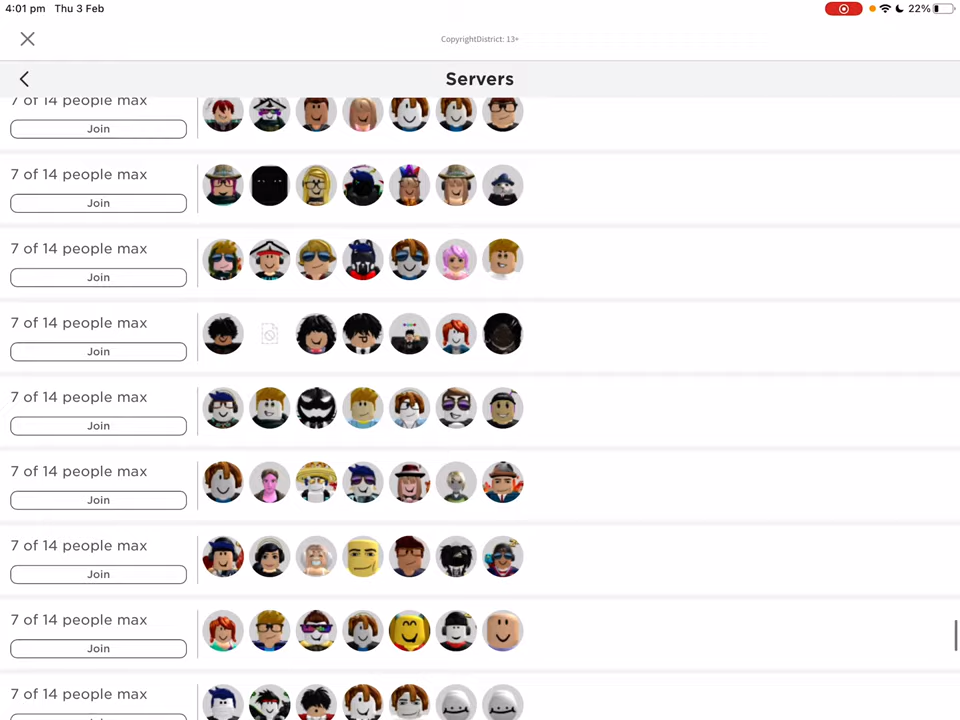 4:01 pm Thu 3 Feb 22%
CopyrightDistrict: 13+
Servers
7 of 14 people max
Join
7 of 14 people max
Join
7 of 14 people max
Join
7 of 14 people max
Join
7 of 14 people max
Join
7 of 14 people max
Join
7 of 14 people max
Join
7 of 14 people max
Join
7 of 14 people max